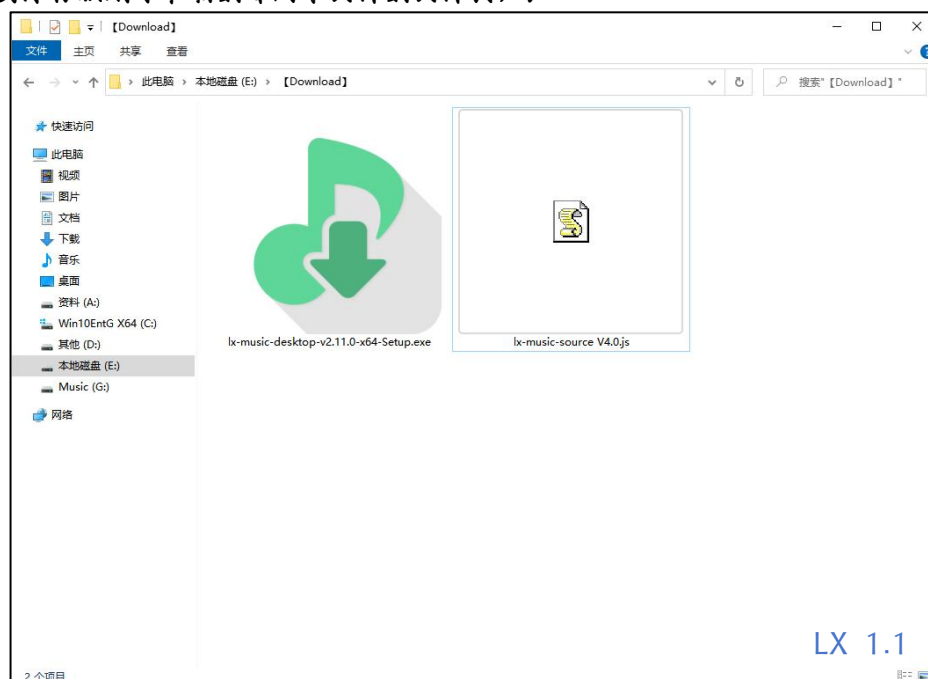 【Download】
文件 主页 共享 查看
此电脑 › 本地磁盘 (E:) › 【Download】
搜索"【Download】"
快速访问
此电脑
视频
图片
文档
下载
音乐
桌面
资料 (A:)
Win10EntG X64 (C:)
其他 (D:)
本地磁盘 (E:)
Music (G:)
网络
lx-music-desktop-v2.11.0-x64-Setup.exe
lx-music-source V4.0.js
LX 1.1
2 个项目